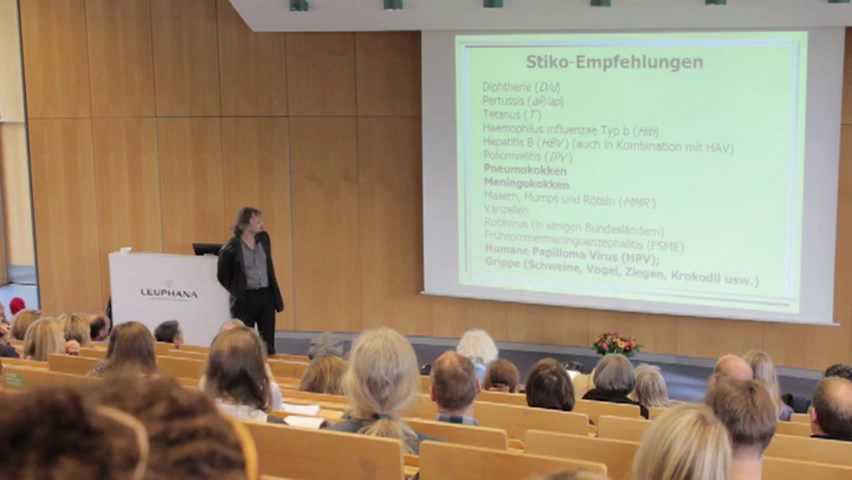 Stiko-Empfehlungen
Diphtherie (D/d)
Pertussis (aP/ap)
Tetanus (T)
Haemophilus influenzae Typ b (Hib)
Hepatitis B (HBV) (auch in Kombination mit HAV)
Poliomyelitis (IPV)
Pneumokokken
Meningokokken
Masern, Mumps und Röteln (MMR)
Varizellen
Rotavirus (in einigen Bundesländern)
Frühsommermeningoenzephalitis (FSME)
Humane Papilloma Virus (HPV);
Grippe (Schweine, Vogel, Ziegen, Krokodil usw.)
LEUPHANA